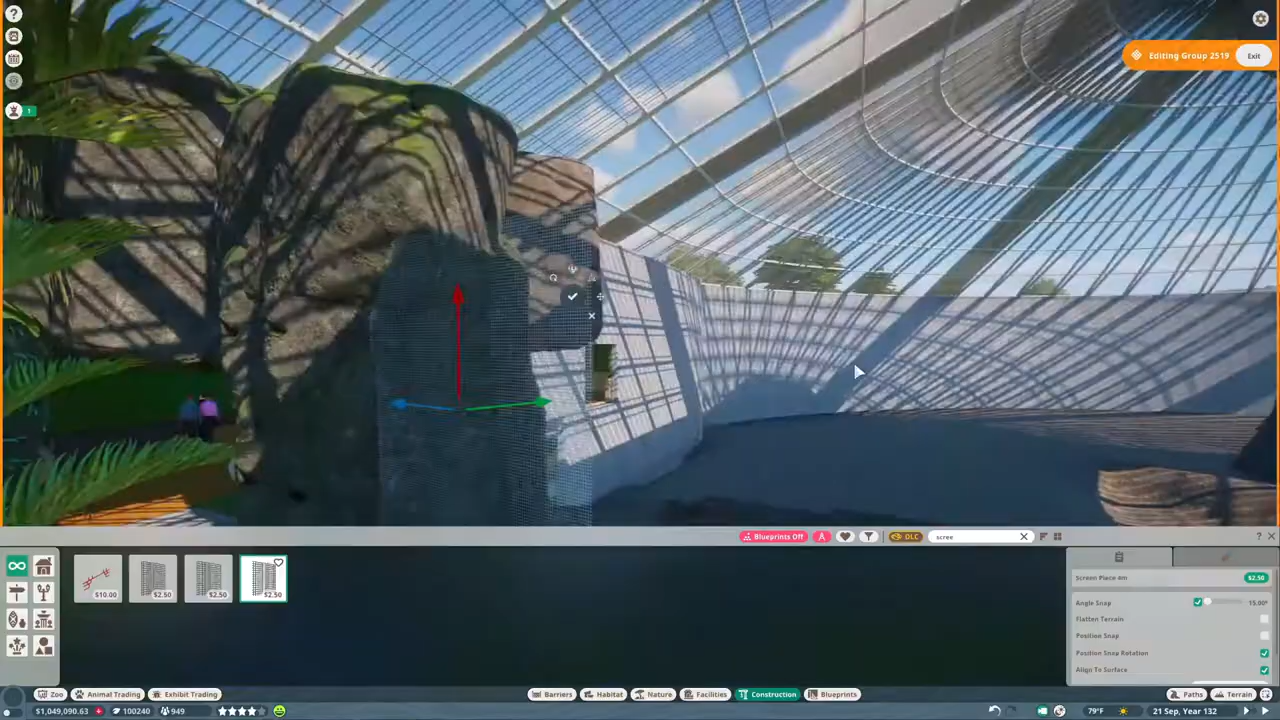 Editing Group 2519
Exit
1
Blueprints Off
DLC
scree
$10.00
$2.50
$2.50
$2.50
Screen Piece 4m
$2.50
Angle Snap
15.00°
Flatten Terrain
Position Snap
Position Snap Rotation
Align To Surface
Zoo
Animal Trading
Exhibit Trading
Barriers
Habitat
Nature
Facilities
Construction
Blueprints
Paths
Terrain
$1,049,090.63
100240
949
79°F
21 Sep, Year 132